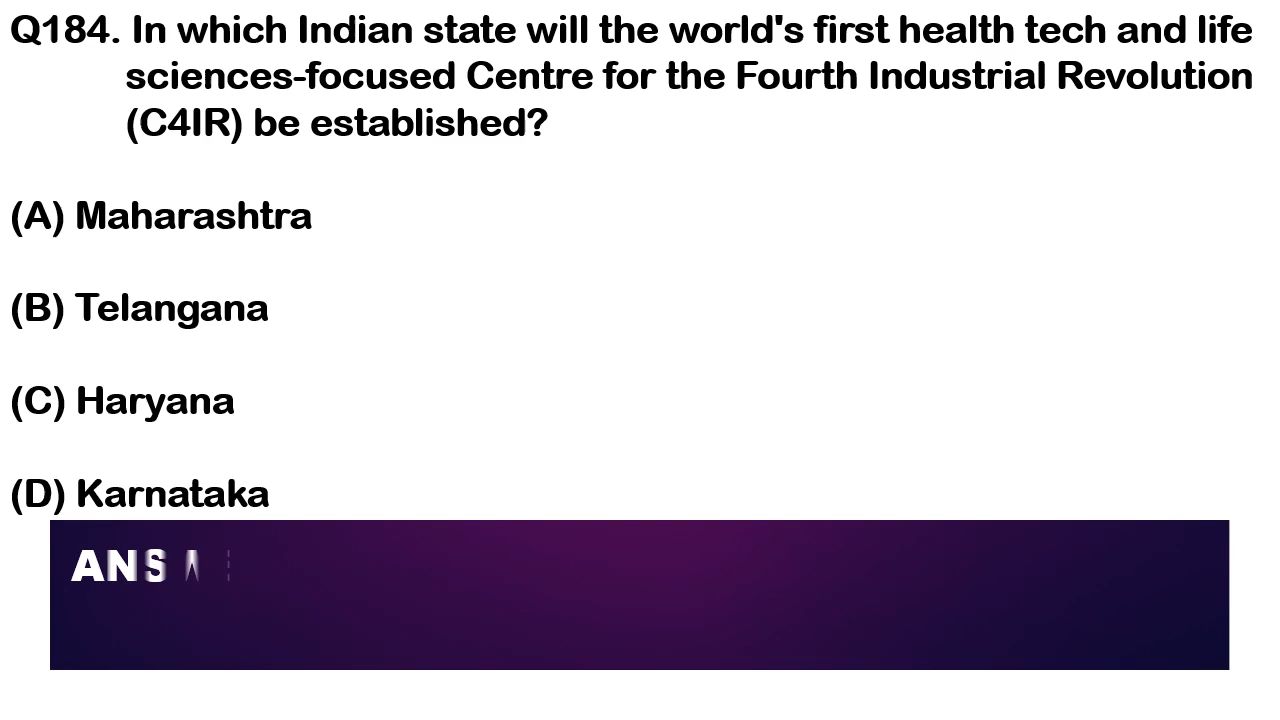 Q184. In which Indian state will the world's first health tech and life
sciences-focused Centre for the Fourth Industrial Revolution
(C4IR) be established?
(A) Maharashtra
(B) Telangana
(C) Haryana
(D) Karnataka
ANS